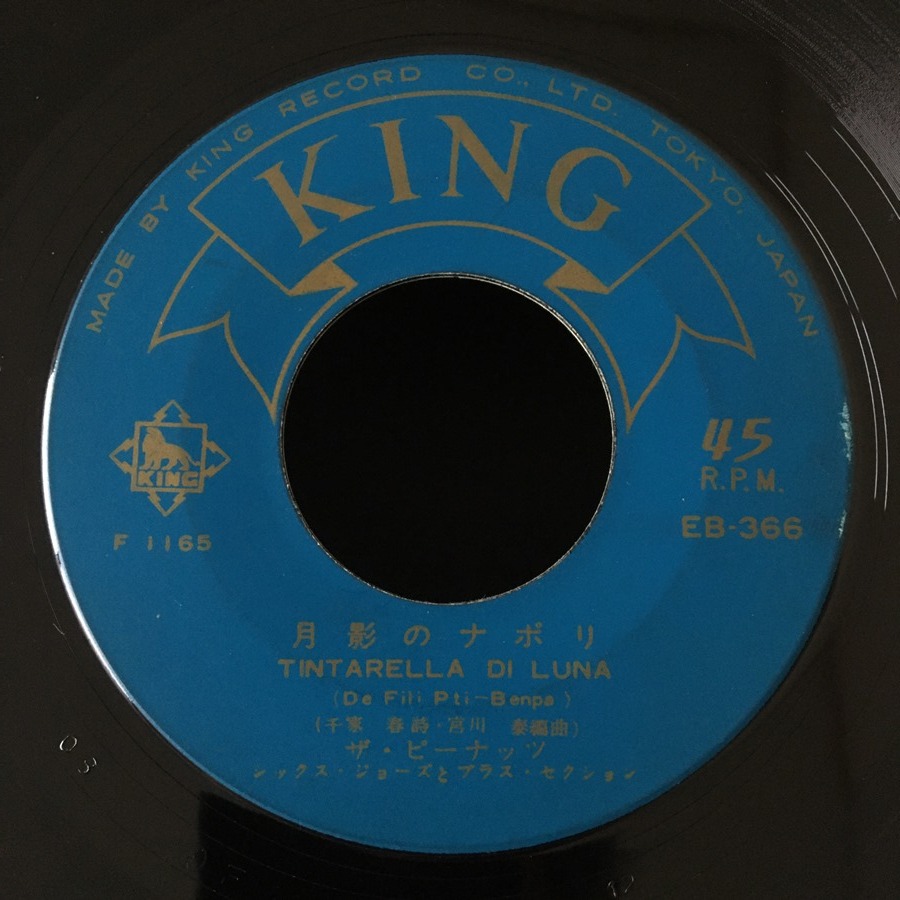 MADE BY KING RECORD CO., LTD. TOKYO, JAPAN
KING
KING
F 1165
45
R.P.M.
EB-366
月影のナポリ
TINTARELLA DI LUNA
(De Fili Pti-Benpa)
(千家 春詩・宮川 泰編曲)
ザ・ピーナッツ
シックス・ジョーズとブラス・セクション